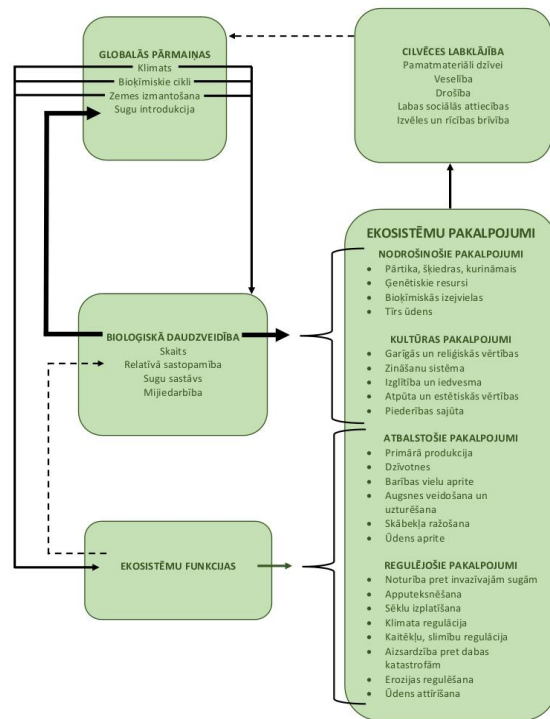 GLOBALĀS PĀRMAIŅAS
Klimats
Bioķīmiskie cikli
Zemes izmantošana
Sugu introdukcija
CILVĒCES LABKLĀJĪBA
Pamatmateriāli dzīvei
Veselība
Drošība
Labas sociālās attiecības
Izvēles un rīcības brīvība
BIOLOĢISKĀ DAUDZVEIDĪBA
Skaits
Relatīvā sastopamība
Sugu sastāvs
Mijiedarbība
EKOSISTĒMU FUNKCIJAS
EKOSISTĒMU PAKALPOJUMI
NODROŠINOŠIE PAKALPOJUMI
• Pārtika, šķiedras, kurināmais
• Ģenētiskie resursi
• Bioķīmiskās izejvielas
• Tīrs ūdens
KULTŪRAS PAKALPOJUMI
• Garīgās un reliģiskās vērtības
• Zināšanu sistēma
• Izglītība un iedvesma
• Atpūta un estētiskās vērtības
• Piederības sajūta
ATBALSTOŠIE PAKALPOJUMI
• Primārā produkcija
• Dzīvotnes
• Barības vielu aprite
• Augsnes veidošana un
uzturēšana
• Skābekļa ražošana
• Ūdens aprite
REGULĒJOŠIE PAKALPOJUMI
• Noturība pret invazīvajām sugām
• Apputeksnēšana
• Sēklu izplatīšana
• Klimata regulācija
• Kaitēkļu, slimību regulācija
• Aizsardzība pret dabas
katastrofām
• Erozijas regulēšana
• Ūdens attīrīšana